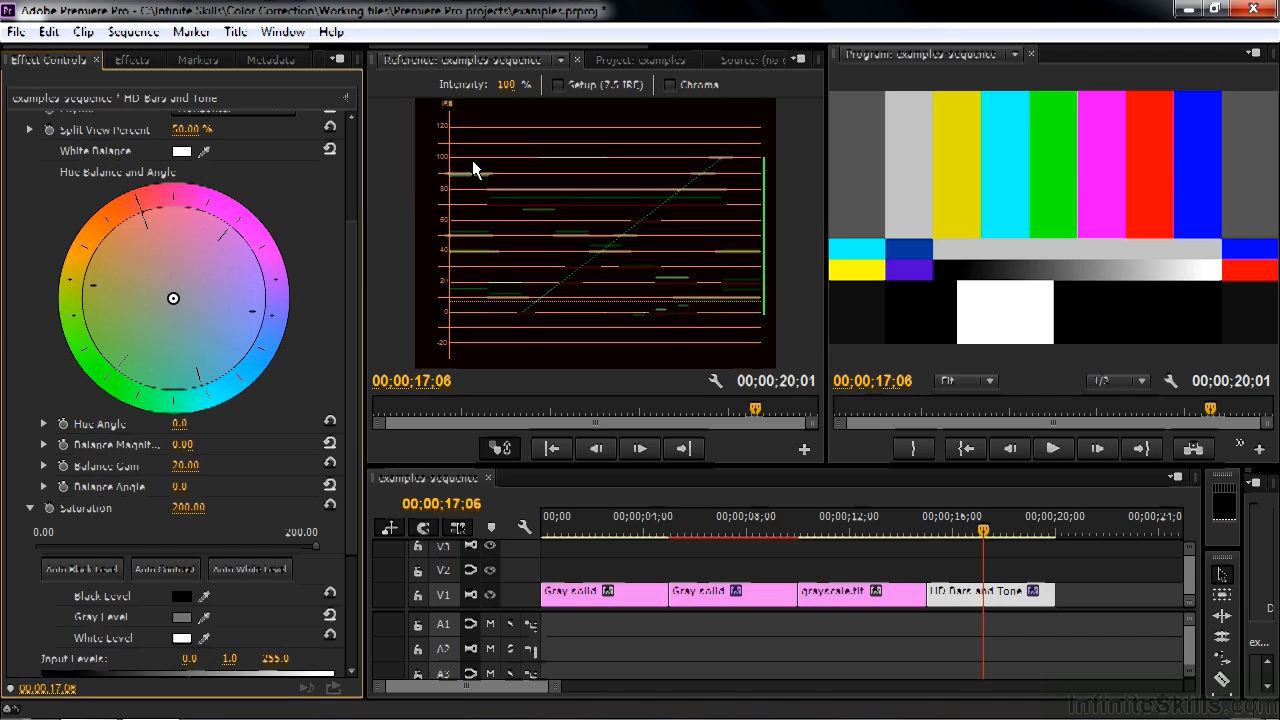 Adobe Premiere Pro - C:\Infinite Skills\Color Correction\Working files\Premiere Pro projects\examples.prproj *
File Edit Clip Sequence Marker Title Window Help
Effect Controls Effects Markers Metadata
Reference: examples sequence Project: examples Source: (no
Program: examples sequence
examples sequence * HD Bars and Tone
Intensity: 100 % Setup (7.5 IRE) Chroma
Split View Percent 50.00 %
White Balance
Hue Balance and Angle
120
100
80
60
40
20
0
-20
00;00;17;06 00;00;20;01
00;00;17;06 Fit 1/2 00;00;20;01
Hue Angle 0.0
Balance Magnit... 0.00
Balance Gain 20.00
Balance Angle 0.0
Saturation 200.00
0.00 200.00
Auto Black Level Auto Contrast Auto White Level
Black Level
Gray Level
White Level
Input Levels: 0.0 1.0 255.0
00;00;17;06
examples sequence
00;00;17;06
00;00 00;00;04;00 00;00;08;00 00;00;12;00 00;00;16;00 00;00;20;00 00;00;24;0
V3
V2
V1 Gray solid Gray solid grayscale.tif HD Bars and Tone
A1 M S
A2 M S
A3 M S
ex...
InfiniteSkills.com